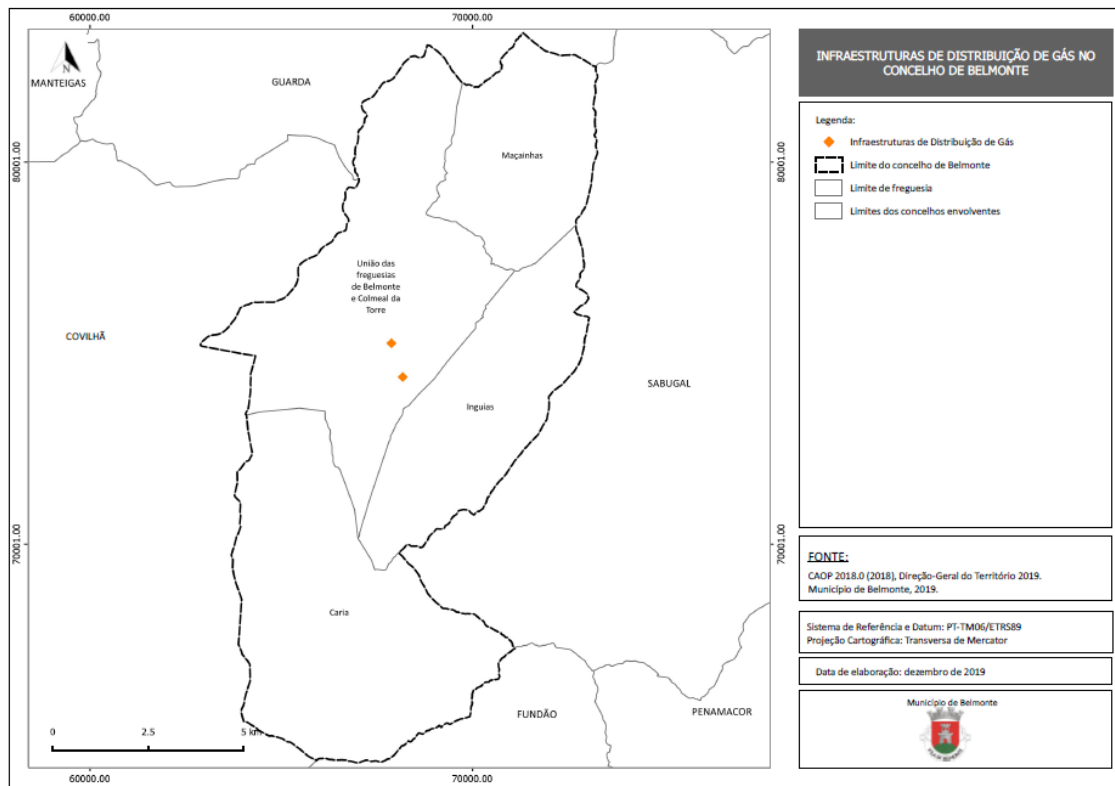 60000.00
70000.00
INFRAESTRUTURAS DE DISTRIBUIÇÃO DE GÁS NO
CONCELHO DE BELMONTE
N
MANTEIGAS
GUARDA
Legenda:
Infraestruturas de Distribuição de Gás
Limite do concelho de Belmonte
Limite de freguesia
Limites dos concelhos envolventes
80001.00
80001.00
Maçainhas
União das
freguesias
de Belmonte
e Colmeal da
Torre
COVILHÃ
SABUGAL
Inguias
70001.00
70001.00
FONTE:
CAOP 2018.0 (2018), Direção-Geral do Território 2019.
Município de Belmonte, 2019.
Caria
Sistema de Referência e Datum: PT-TM06/ETRS89
Projeção Cartográfica: Transversa de Mercator
Data de elaboração: dezembro de 2019
FUNDÃO
PENAMACOR
Município de Belmonte
0
2.5
5 km
60000.00
70000.00